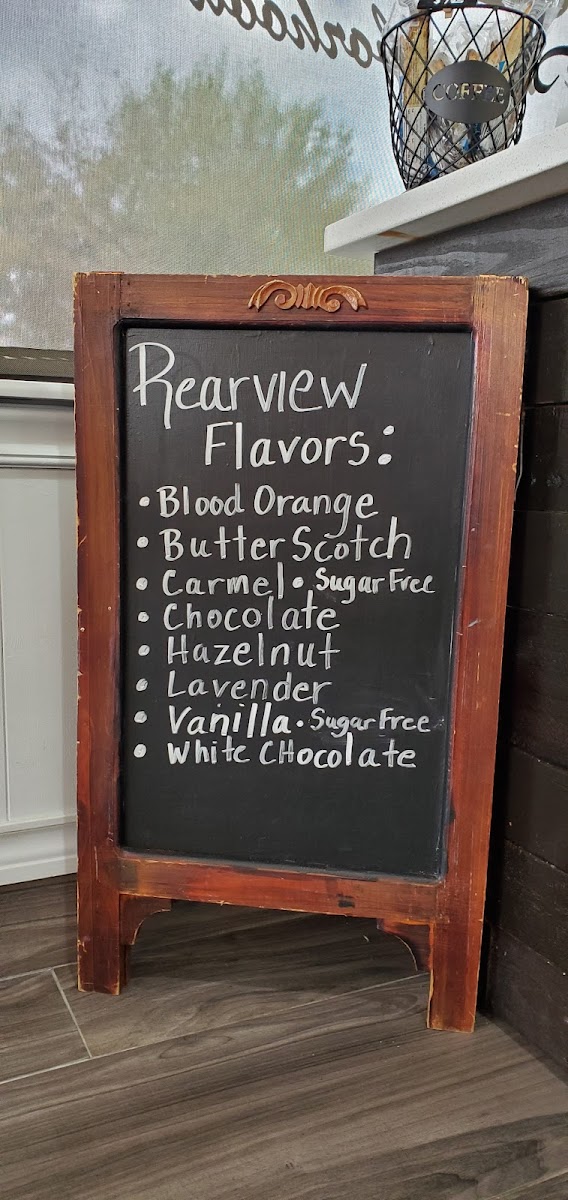 COFFEE
Rearview
Flavors:
• Blood Orange
• Butter Scotch
• Carmel • Sugar Free
• Chocolate
• Hazelnut
• Lavender
• Vanilla • Sugar Free
• White CHocolate